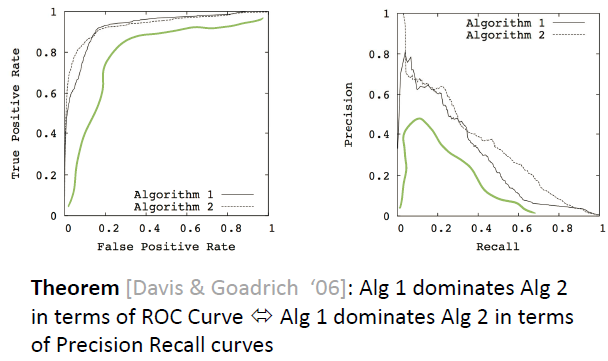 1
0.8
0.6
0.4
0.2
0
True Positive Rate
Algorithm 1
Algorithm 2
0 0.2 0.4 0.6 0.8 1
False Positive Rate
1
0.8
0.6
0.4
0.2
0
Precision
Algorithm 1
Algorithm 2
0 0.2 0.4 0.6 0.8 1
Recall
Theorem [Davis & Goadrich ‘06]: Alg 1 dominates Alg 2
in terms of ROC Curve ⇔ Alg 1 dominates Alg 2 in terms
of Precision Recall curves